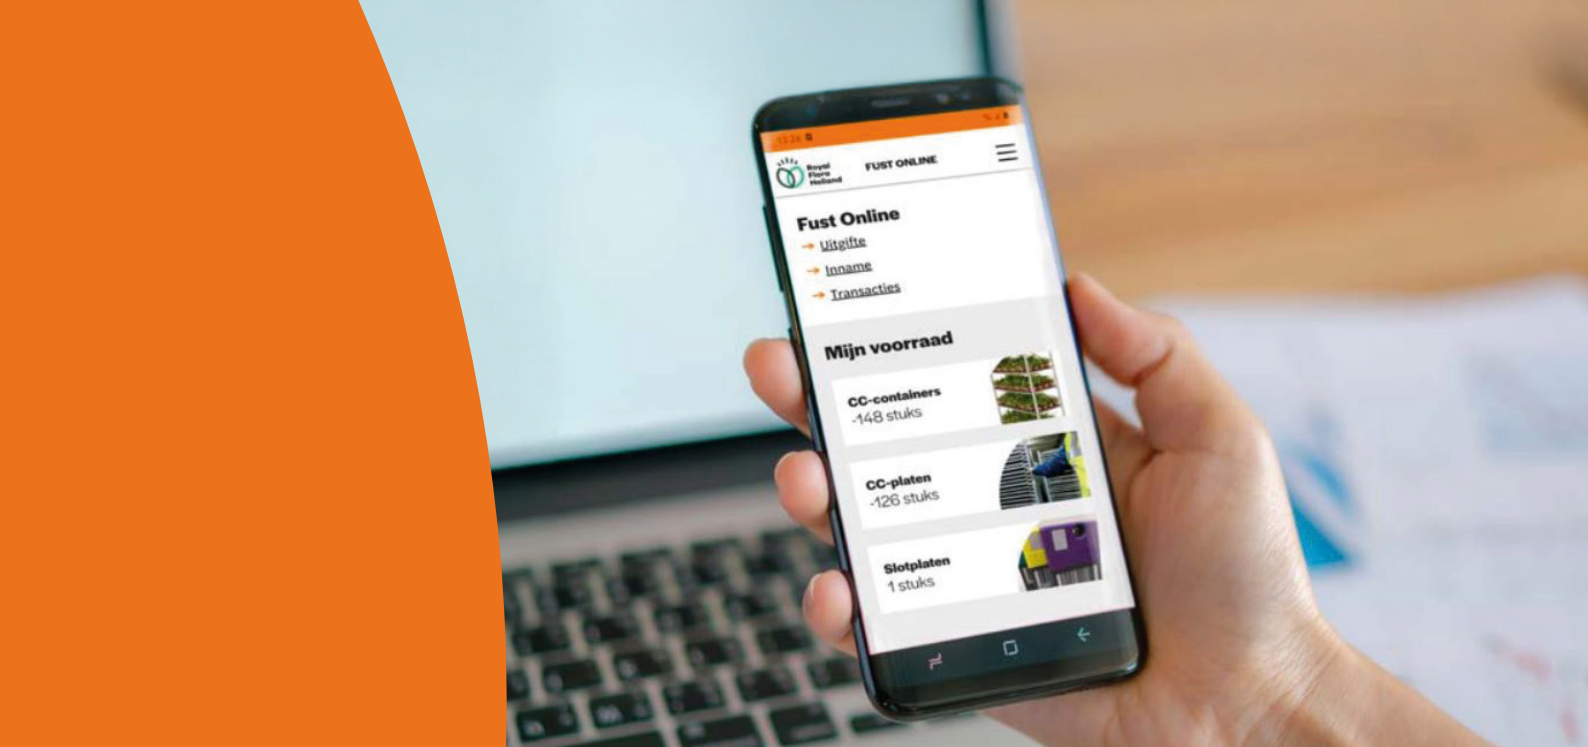 Royal
Flora
Holland
FUST ONLINE
Fust Online
Uitgifte
Inname
Transacties
Mijn voorraad
CC-containers
-148 stuks
CC-platen
-126 stuks
Slotplaten
1 stuks